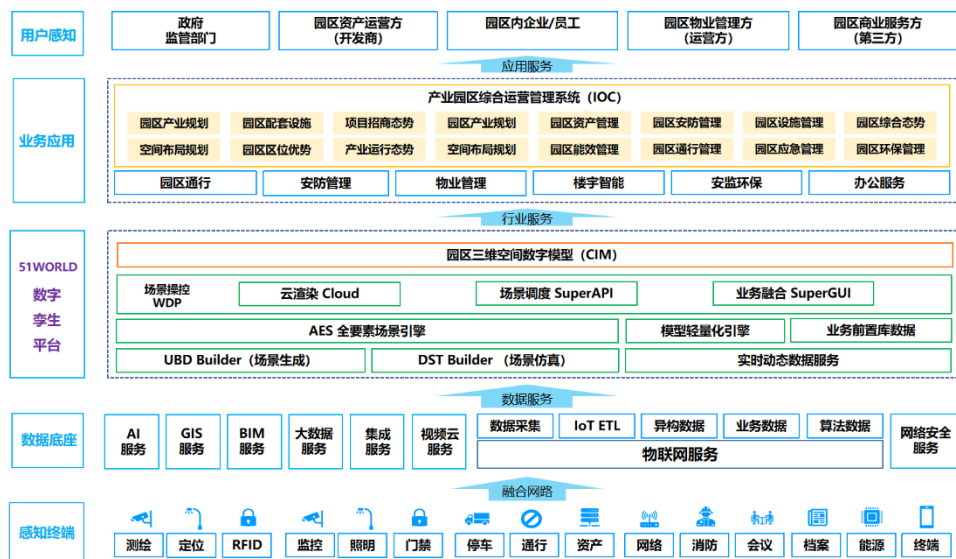 用户感知
政府
监管部门
园区资产运营方
（开发商）
园区内企业/员工
园区物业管理方
（运营方）
园区商业服务方
（第三方）
应用服务
业务应用
产业园区综合运营管理系统（IOC）
园区产业规划 园区配套设施 项目招商态势 园区产业规划 园区资产管理 园区安防管理 园区设施管理 园区综合态势
空间布局规划 园区区位优势 产业运行态势 空间布局规划 园区能效管理 园区通行管理 园区应急管理 园区环保管理
园区通行 安防管理 物业管理 楼宇智能 安监环保 办公服务
行业服务
51WORLD
数字
孪生
平台
园区三维空间数字模型（CIM）
场景操控
WDP
云渲染 Cloud 场景调度 SuperAPI 业务融合 SuperGUI
AES 全要素场景引擎 模型轻量化引擎 业务前置库数据
UBD Builder（场景生成） DST Builder （场景仿真） 实时动态数据服务
数据服务
数据底座
AI
服务
GIS
服务
BIM
服务
大数据
服务
集成
服务
视频云
服务
数据采集 IoT ETL 异构数据 业务数据 算法数据
物联网服务
网络安全
服务
融合网路
感知终端
测绘 定位 RFID 监控 照明 门禁 停车 通行 资产 网络 消防 会议 档案 能源 终端